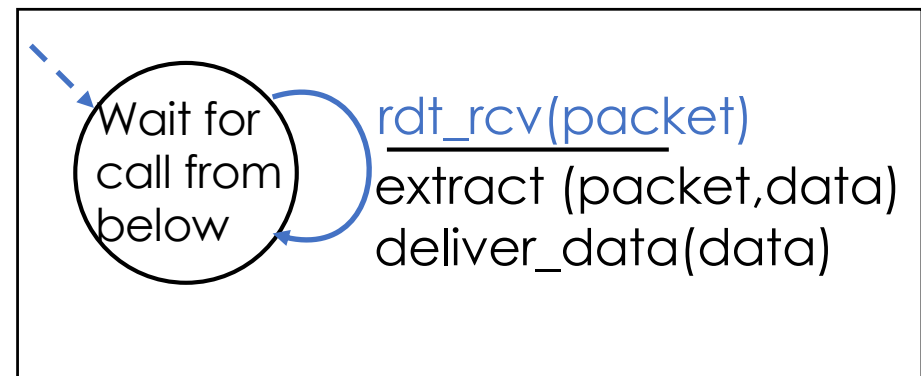 Wait for
call from
below
rdt_rcv(packet)
extract (packet,data)
deliver_data(data)